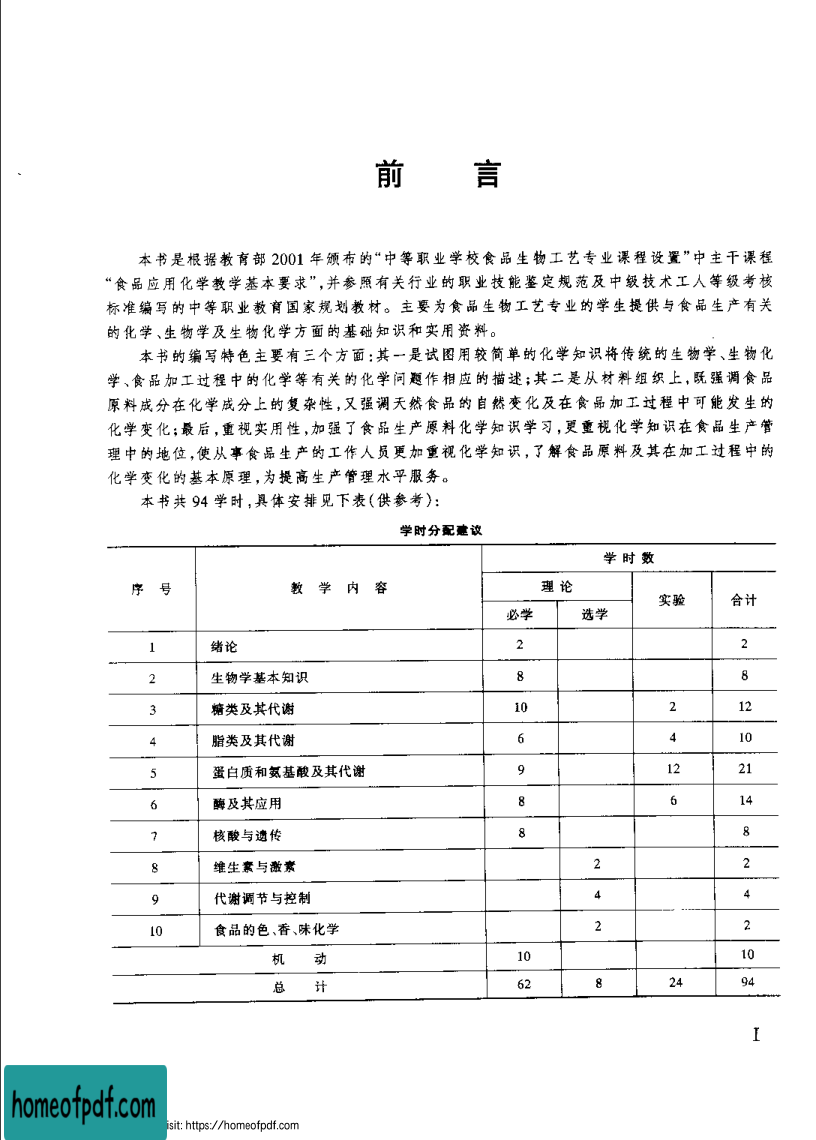 前 言
本书是根据教育部 2001 年颁布的“中等职业学校食品生物工艺专业课程设置”中主干课程
“食品应用化学教学基本要求”,并参照有关行业的职业技能鉴定规范及中级技术工人等级考核
标准编写的中等职业教育国家规划教材。主要为食品生物工艺专业的学生提供与食品生产有关
的化学、生物学及生物化学方面的基础知识和实用资料。
本书的编写特色主要有三个方面:其一是试图用较简单的化学知识将传统的生物学、生物化
学、食品加工过程中的化学等有关的化学问题作相应的描述;其二是从材料组织上,既强调食品
原料成分在化学成分上的复杂性,又强调天然食品的自然变化及在食品加工过程中可能发生的
化学变化;最后,重视实用性,加强了食品生产原料化学知识学习,更重视化学知识在食品生产管
理中的地位,使从事食品生产的工作人员更加重视化学知识,了解食品原料及其在加工过程中的
化学变化的基本原理,为提高生产管理水平服务。
本书共 94 学时,具体安排见下表(供参考):
学时分配建议
序 号 教 学 内 容 学 时 数
理 论 实验 合计
必学 选学
1 绪论 2 2
2 生物学基本知识 8 8
3 糖类及其代谢 10 2 12
4 脂类及其代谢 6 4 10
5 蛋白质和氨基酸及其代谢 9 12 21
6 酶及其应用 8 6 14
7 核酸与遗传 8 8
8 维生素与激素 2 2
9 代谢调节与控制 4 4
10 食品的色、香、味化学 2 2
机 动 10 10
总 计 62 8 24 94
I
homeofpdf.com
isit: https://homeofpdf.com